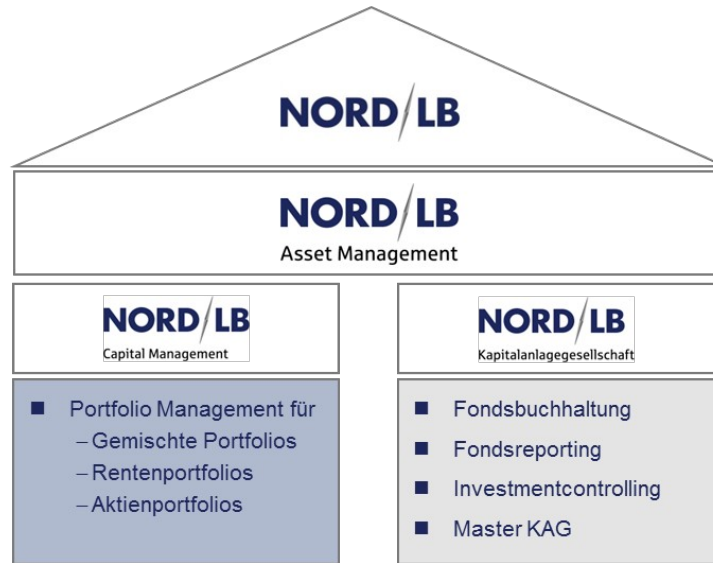 NORD/LB
NORD/LB
Asset Management
NORD/LB
Capital Management
■ Portfolio Management für
– Gemischte Portfolios
– Rentenportfolios
– Aktienportfolios
NORD/LB
Kapitalanlagegesellschaft
■ Fondsbuchhaltung
■ Fondsreporting
■ Investmentcontrolling
■ Master KAG